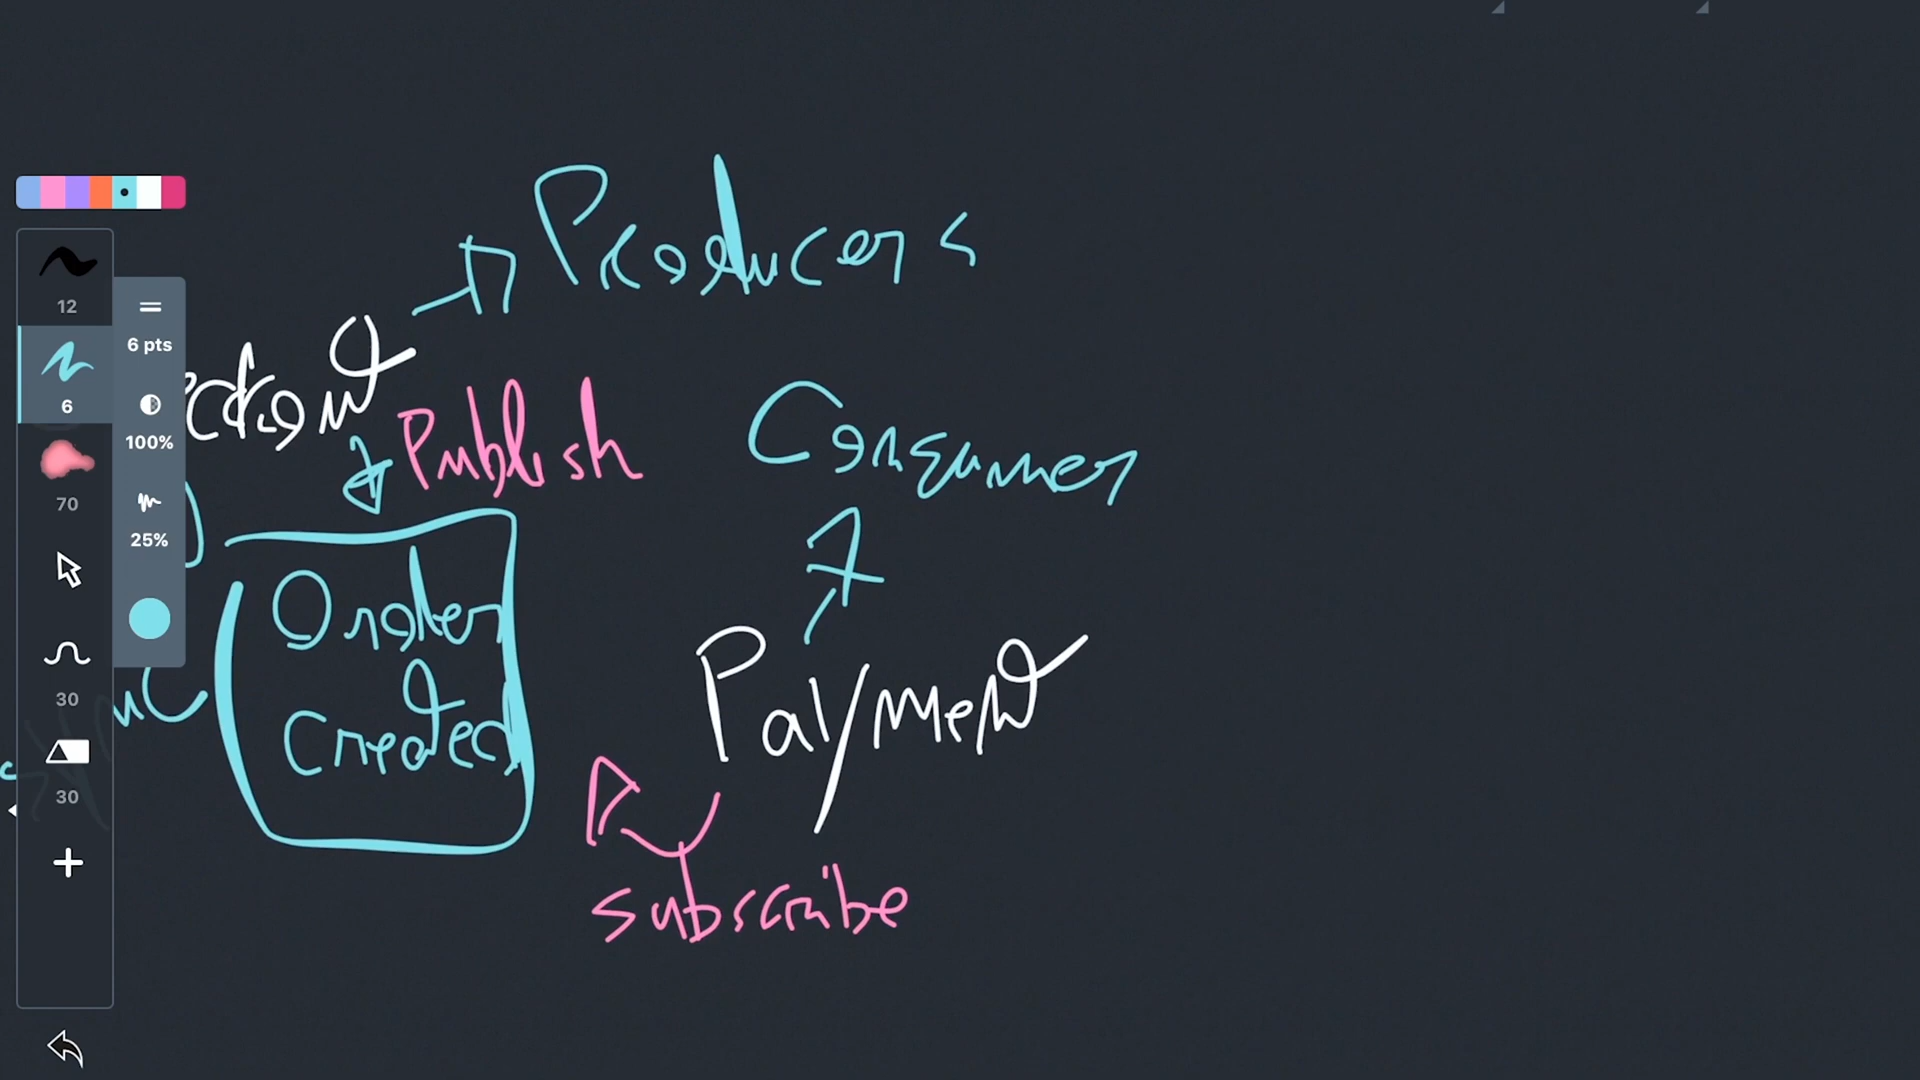 Producers
Publish
Consumer
Order
Created
Payment
subscribe
12
6 pts
6
100%
70
25%
30
30